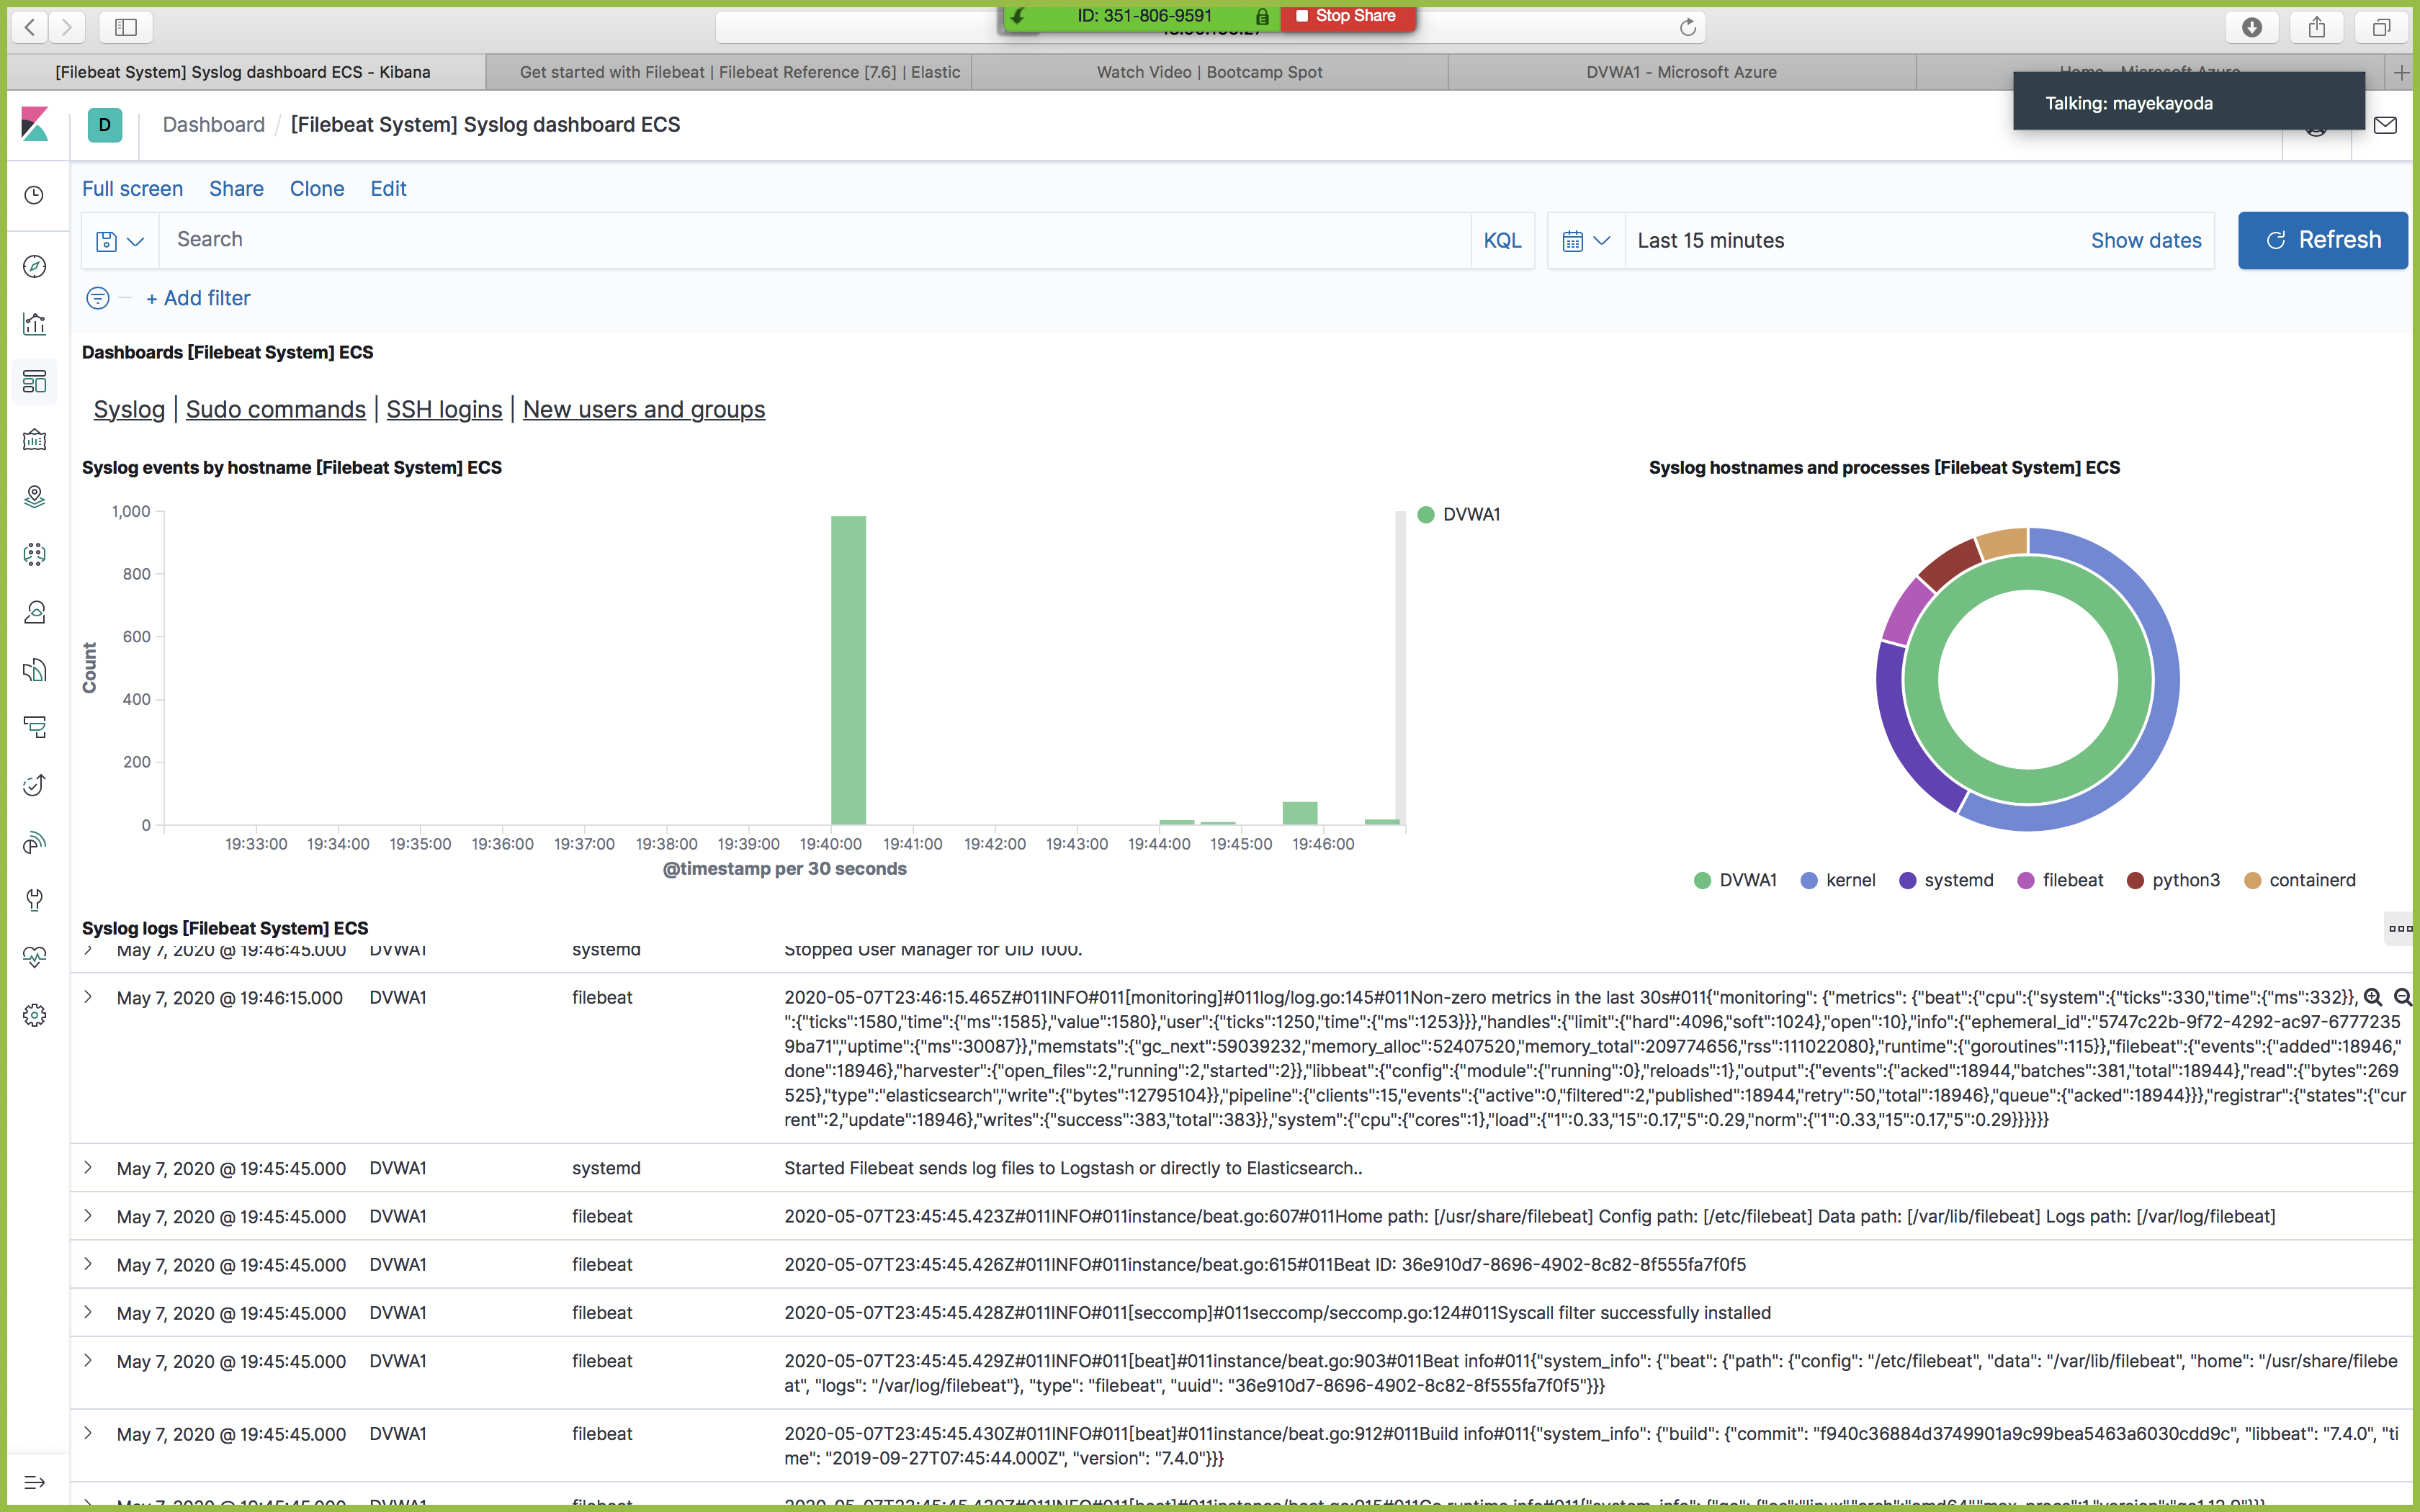 ID: 351-806-9591
Stop Share
[Filebeat System] Syslog dashboard ECS - Kibana
Get started with Filebeat | Filebeat Reference [7.6] | Elastic
Watch Video | Bootcamp Spot
DVWA1 - Microsoft Azure
Home - Microsoft Azure
Talking: mayekayoda
D
Dashboard / [Filebeat System] Syslog dashboard ECS
Full screen Share Clone Edit
Search
KQL
Last 15 minutes
Show dates
Refresh
+ Add filter
Dashboards [Filebeat System] ECS
Syslog | Sudo commands | SSH logins | New users and groups
Syslog events by hostname [Filebeat System] ECS
Syslog hostnames and processes [Filebeat System] ECS
1,000
800
600
400
200
0
Count
DVWA1
19:33:00 19:34:00 19:35:00 19:36:00 19:37:00 19:38:00 19:39:00 19:40:00 19:41:00 19:42:00 19:43:00 19:44:00 19:45:00 19:46:00
@timestamp per 30 seconds
DVWA1 kernel systemd filebeat python3 containerd
Syslog logs [Filebeat System] ECS
May 7, 2020 @ 19:46:45.000 DVWA1 systemd Stopped User Manager for UID 1000.
May 7, 2020 @ 19:46:15.000 DVWA1 filebeat 2020-05-07T23:46:15.465Z#011INFO#011[monitoring]#011log/log.go:145#011Non-zero metrics in the last 30s#011{"monitoring": {"metrics": {"beat":{"cpu":{"system":{"ticks":330,"time":{"ms":332}},
":{"ticks":1580,"time":{"ms":1585},"value":1580},"user":{"ticks":1250,"time":{"ms":1253}}},"handles":{"limit":{"hard":4096,"soft":1024},"open":10},"info":{"ephemeral_id":"5747c22b-9f72-4292-ac97-6777235
9ba71","uptime":{"ms":30087}},"memstats":{"gc_next":59039232,"memory_alloc":52407520,"memory_total":209774656,"rss":111022080},"runtime":{"goroutines":115}},"filebeat":{"events":{"added":18946,"
done":18946},"harvester":{"open_files":2,"running":2,"started":2}},"libbeat":{"config":{"module":{"running":0},"reloads":1},"output":{"events":{"acked":18944,"batches":381,"total":18944},"read":{"bytes":269
525},"type":"elasticsearch","write":{"bytes":12795104}},"pipeline":{"clients":15,"events":{"active":0,"filtered":2,"published":18944,"retry":50,"total":18946},"queue":{"acked":18944}}},"registrar":{"states":{"cur
rent":2,"update":18946},"writes":{"success":383,"total":383}},"system":{"cpu":{"cores":1},"load":{"1":0.33,"15":0.17,"5":0.29,"norm":{"1":0.33,"15":0.17,"5":0.29}}}}}}
May 7, 2020 @ 19:45:45.000 DVWA1 systemd Started Filebeat sends log files to Logstash or directly to Elasticsearch..
May 7, 2020 @ 19:45:45.000 DVWA1 filebeat 2020-05-07T23:45:45.423Z#011INFO#011instance/beat.go:607#011Home path: [/usr/share/filebeat] Config path: [/etc/filebeat] Data path: [/var/lib/filebeat] Logs path: [/var/log/filebeat]
May 7, 2020 @ 19:45:45.000 DVWA1 filebeat 2020-05-07T23:45:45.426Z#011INFO#011instance/beat.go:615#011Beat ID: 36e910d7-8696-4902-8c82-8f555fa7f0f5
May 7, 2020 @ 19:45:45.000 DVWA1 filebeat 2020-05-07T23:45:45.428Z#011INFO#011[seccomp]#011seccomp/seccomp.go:124#011Syscall filter successfully installed
May 7, 2020 @ 19:45:45.000 DVWA1 filebeat 2020-05-07T23:45:45.429Z#011INFO#011[beat]#011instance/beat.go:903#011Beat info#011{"system_info": {"beat": {"path": {"config": "/etc/filebeat", "data": "/var/lib/filebeat", "home": "/usr/share/filebe
at", "logs": "/var/log/filebeat"}, "type": "filebeat", "uuid": "36e910d7-8696-4902-8c82-8f555fa7f0f5"}}}
May 7, 2020 @ 19:45:45.000 DVWA1 filebeat 2020-05-07T23:45:45.430Z#011INFO#011[beat]#011instance/beat.go:912#011Build info#011{"system_info": {"build": {"commit": "f940c36884d3749901a9c99bea5463a6030cdd9c", "libbeat": "7.4.0", "ti
me": "2019-09-27T07:45:44.000Z", "version": "7.4.0"}}}